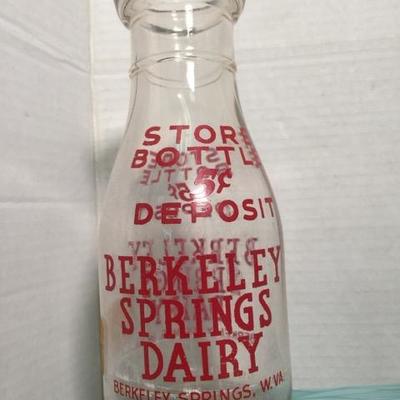 STORE
BOTTLE
5¢
DEPOSIT
BERKELEY
SPRINGS
DAIRY
BERKELEY SPRINGS, W. VA.